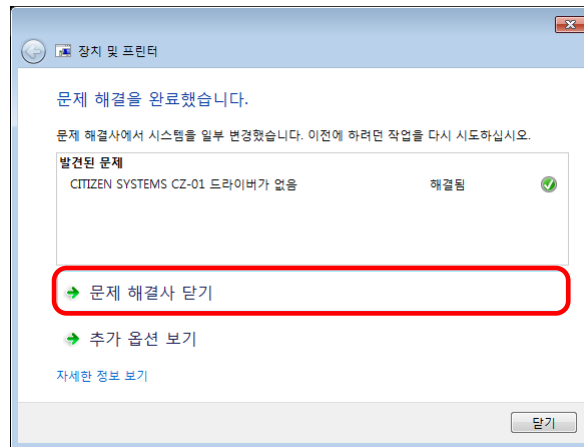 장치 및 프린터
문제 해결을 완료했습니다.
문제 해결사에서 시스템을 일부 변경했습니다. 이전에 하려던 작업을 다시 시도하십시오.
발견된 문제
CITIZEN SYSTEMS CZ-01 드라이버가 없음 해결됨
문제 해결사 닫기
추가 옵션 보기
자세한 정보 보기
닫기